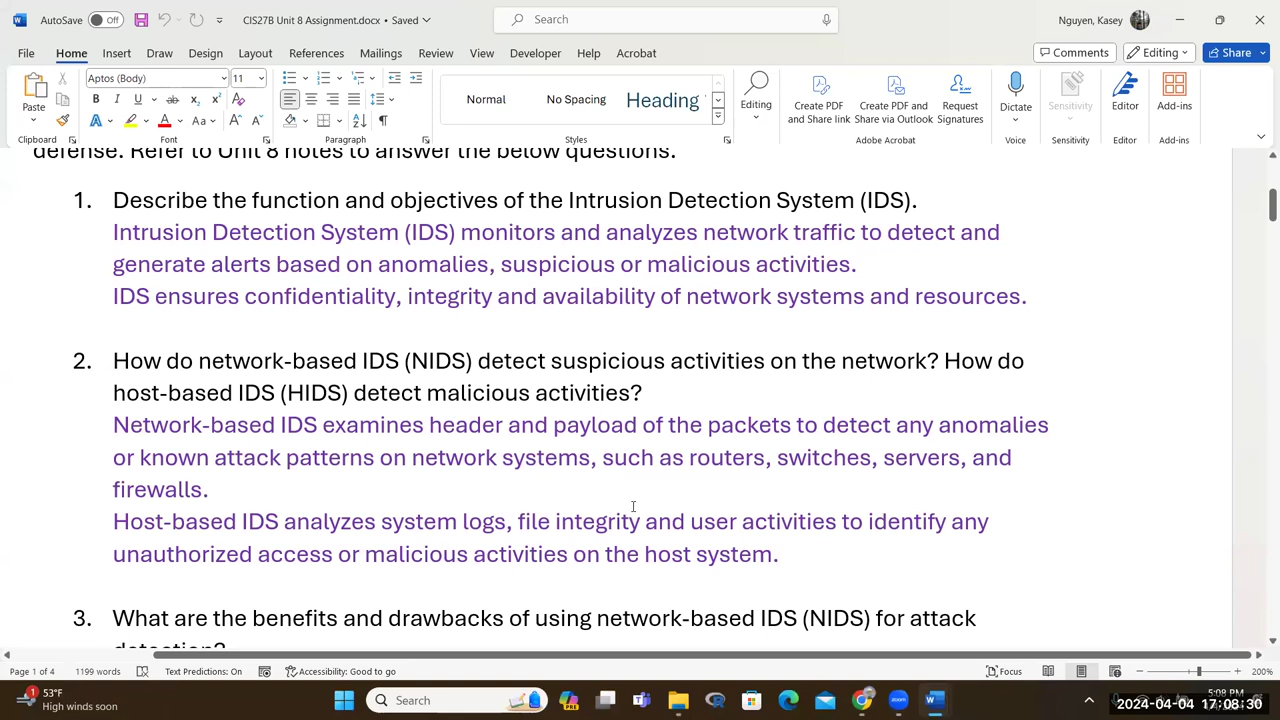 AutoSave Off CIS27B Unit 8 Assignment.docx • Saved Search Nguyen, Kasey
File Home Insert Draw Design Layout References Mailings Review View Developer Help Acrobat Comments Editing Share
Paste Aptos (Body) 11 Normal No Spacing Heading Editing Create PDF and Share link Create PDF and Share via Outlook Request Signatures Dictate Sensitivity Editor Add-ins
Clipboard Font Paragraph Styles Adobe Acrobat Voice Sensitivity Editor Add-ins
defense. Refer to Unit 8 notes to answer the below questions.
1. Describe the function and objectives of the Intrusion Detection System (IDS).
Intrusion Detection System (IDS) monitors and analyzes network traffic to detect and
generate alerts based on anomalies, suspicious or malicious activities.
IDS ensures confidentiality, integrity and availability of network systems and resources.
2. How do network-based IDS (NIDS) detect suspicious activities on the network? How do
host-based IDS (HIDS) detect malicious activities?
Network-based IDS examines header and payload of the packets to detect any anomalies
or known attack patterns on network systems, such as routers, switches, servers, and
firewalls.
Host-based IDS analyzes system logs, file integrity and user activities to identify any
unauthorized access or malicious activities on the host system.
3. What are the benefits and drawbacks of using network-based IDS (NIDS) for attack
detection?
Page 1 of 4 1199 words Text Predictions: On Accessibility: Good to go Focus 200%
1 53°F Search 5:08 PM
High winds soon 2024-04-04 17:08:30